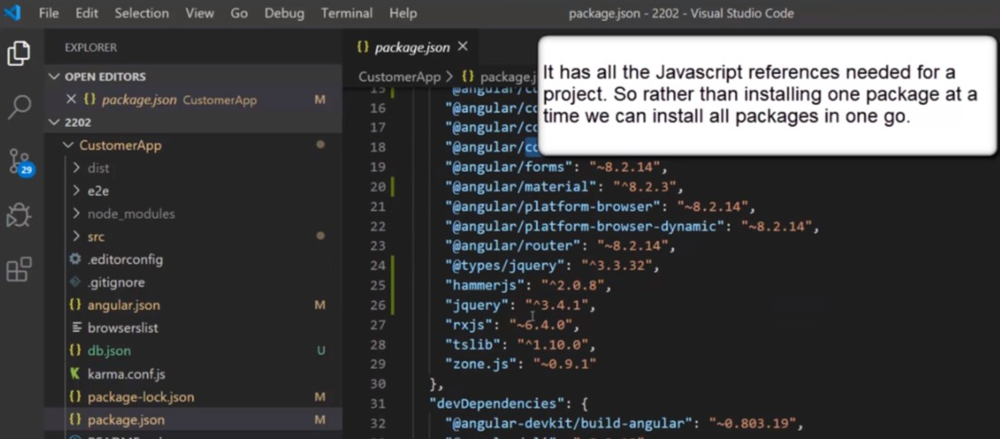 File Edit Selection View Go Debug Terminal Help package.json - 2202 - Visual Studio Code
EXPLORER
OPEN EDITORS
package.json CustomerApp M
2202
CustomerApp
dist
e2e
node_modules
src
.editorconfig
.gitignore
angular.json M
browserslist
db.json U
karma.conf.js
package-lock.json M
package.json M
29
{} package.json
CustomerApp > {} package.j
It has all the Javascript references needed for a
project. So rather than installing one package at a
time we can install all packages in one go.
15 "@angular/co
16 "@angular/co
17 "@angular/co
18 "@angular/co
19 "@angular/forms": "~8.2.14",
20 "@angular/material": "^8.2.3",
21 "@angular/platform-browser": "~8.2.14",
22 "@angular/platform-browser-dynamic": "~8.2.14",
23 "@angular/router": "~8.2.14",
24 "@types/jquery": "^3.3.32",
25 "hammerjs": "^2.0.8",
26 "jquery": "^3.4.1",
27 "rxjs": "~6.4.0",
28 "tslib": "^1.10.0",
29 "zone.js": "~0.9.1"
30 },
31 "devDependencies": {
32 "@angular-devkit/build-angular": "~0.803.19",